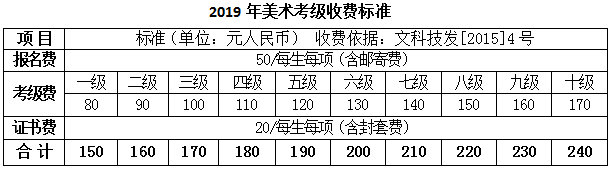 2019 年美术考级收费标准
项 目 标准（单位：元人民币） 收费依据：文科技发[2015]4 号
报名费 50/每生每项（含邮寄费）
考级费 一级 二级 三级 四级 五级 六级 七级 八级 九级 十级
80 90 100 110 120 130 140 150 160 170
证书费 20/每生每项（含封套费）
合 计 150 160 170 180 190 200 210 220 230 240